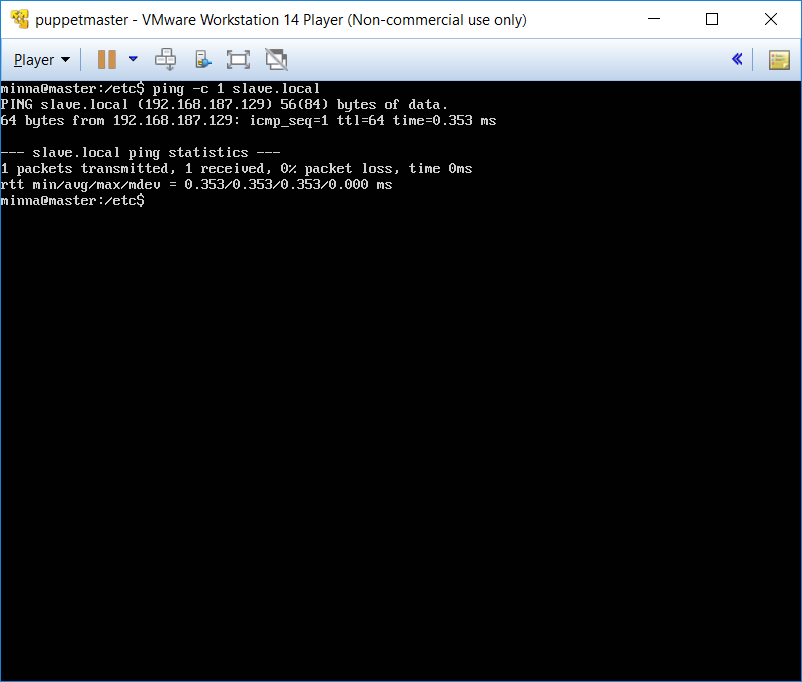 puppetmaster - VMware Workstation 14 Player (Non-commercial use only)
Player
minna@master:/etc$ ping -c 1 slave.local
PING slave.local (192.168.187.129) 56(84) bytes of data.
64 bytes from 192.168.187.129: icmp_seq=1 ttl=64 time=0.353 ms
--- slave.local ping statistics ---
1 packets transmitted, 1 received, 0% packet loss, time 0ms
rtt min/avg/max/mdev = 0.353/0.353/0.353/0.000 ms
minna@master:/etc$